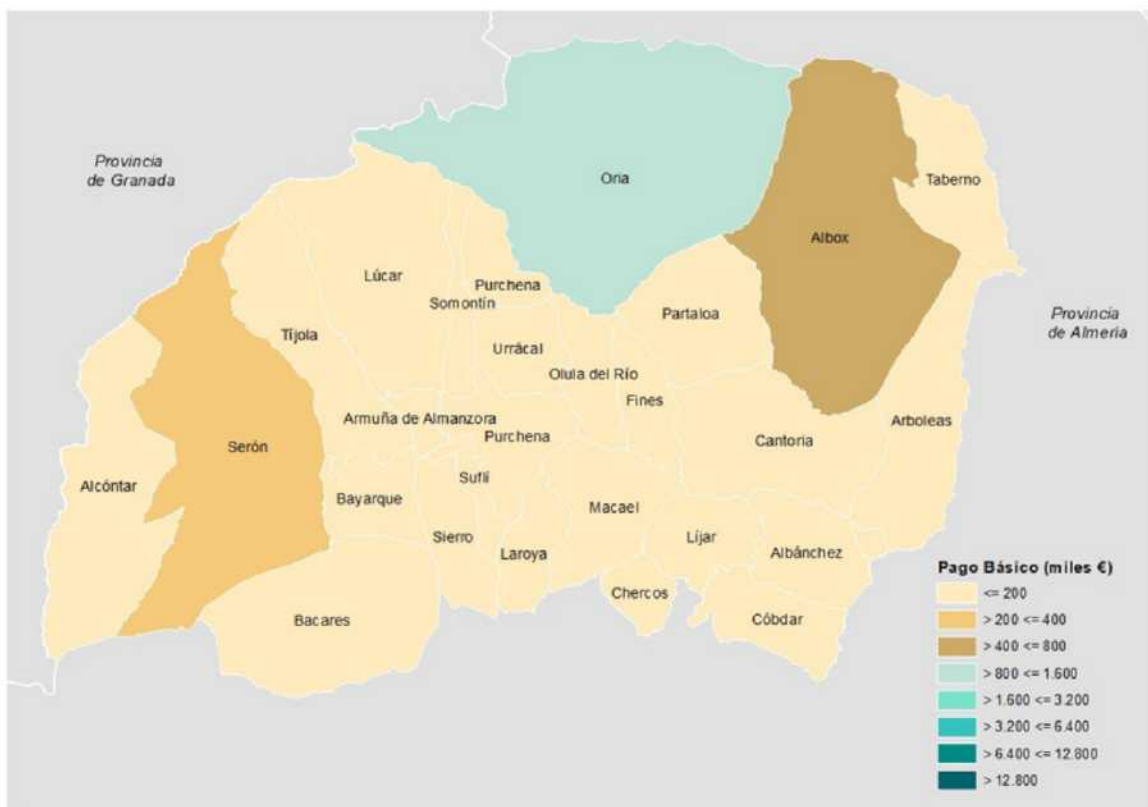 Provincia
de Granada
Oria
Taberno
Albox
Lúcar
Purchena
Somontín
Partaloa
Provincia
de Almería
Tíjola
Urrácal
Olula del Río
Fines
Armuña de Almanzora
Arboleas
Purchena
Cantoria
Serón
Suflí
Alcóntar
Bayarque
Macael
Sierro
Líjar
Laroya
Albánchez
Chercos
Bacares
Cóbdar
Pago Básico (miles €)
<= 200
> 200 <= 400
> 400 <= 800
> 800 <= 1.600
> 1.600 <= 3.200
> 3.200 <= 6.400
> 6.400 <= 12.800
> 12.800